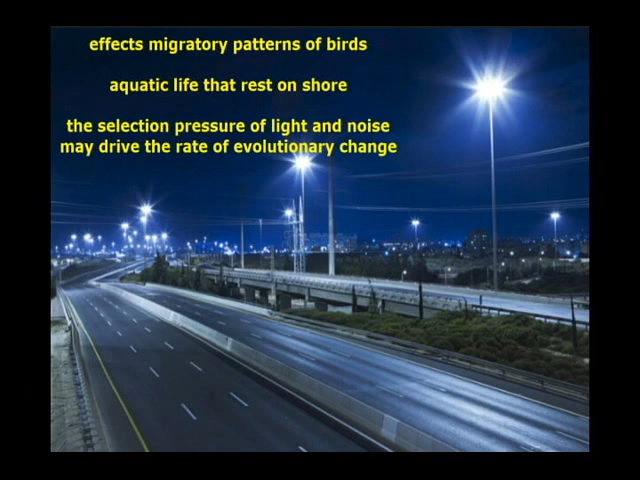 effects migratory patterns of birds
aquatic life that rest on shore
the selection pressure of light and noise
may drive the rate of evolutionary change